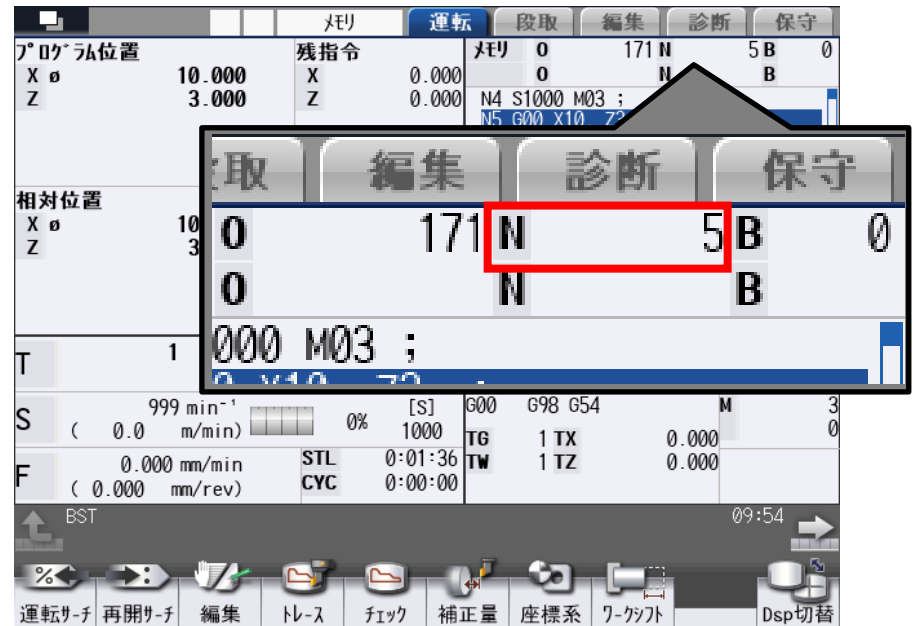 ﾒﾓﾘ 運転 段取 編集 診断 保守
ﾌﾟﾛｸﾞﾗﾑ位置 残指令 ﾒﾓﾘ O 171 N 5 B 0
X ø 10.000 X 0.000 O N B
Z 3.000 Z 0.000 N4 S1000 M03 ;
N5 G00 X10. Z3
取 編集 診断 保守
相対位置
X ø 10
Z 3
O 171 N 5 B 0
O N B
000 M03 ;
T 1
S 999 min⁻¹ 0% [S] G00 G98 G54 M 3
( 0.0 m/min) 1000 TG 1 TX 0.000 0
F 0.000 mm/min STL 0:01:36 TW 1 TZ 0.000
( 0.000 mm/rev) CYC 0:00:00
BST 09:54
運転ｻｰﾁ 再開ｻｰﾁ 編集 ﾄﾚｰｽ ﾁｪｯｸ 補正量 座標系 ﾜｰｸｼﾌﾄ Dsp切替